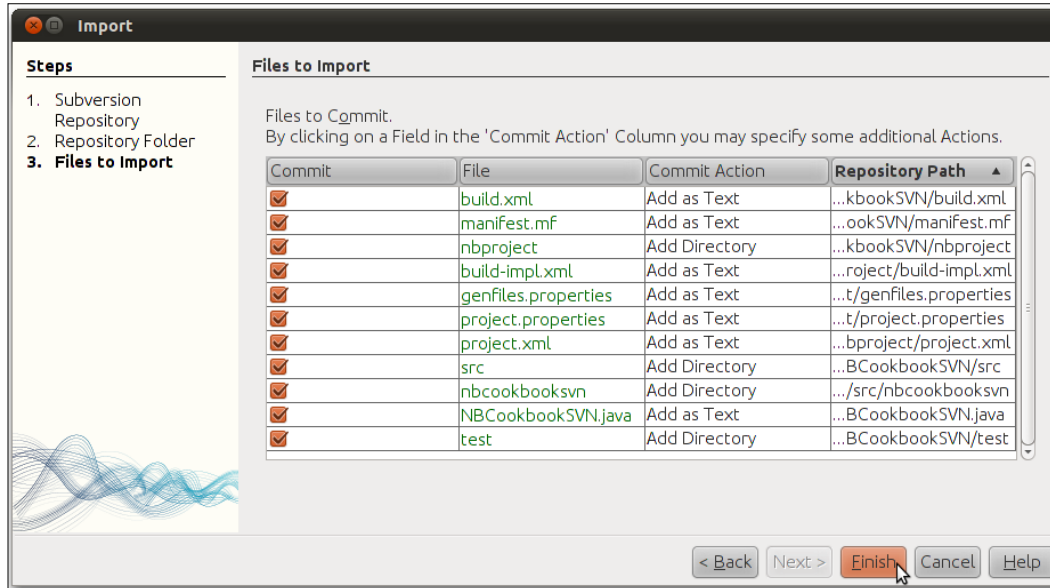 Import
Steps
1. Subversion
Repository
2. Repository Folder
3. Files to Import
Files to Import
Files to Commit.
By clicking on a Field in the 'Commit Action' Column you may specify some additional Actions.
Commit File Commit Action Repository Path
build.xml Add as Text ...kbookSVN/build.xml
manifest.mf Add as Text ...ookSVN/manifest.mf
nbproject Add Directory ...kbookSVN/nbproject
build-impl.xml Add as Text ...roject/build-impl.xml
genfiles.properties Add as Text ...t/genfiles.properties
project.properties Add as Text ...t/project.properties
project.xml Add as Text ...bproject/project.xml
src Add Directory ...BCookbookSVN/src
nbcookbooksvn Add Directory .../src/nbcookbooksvn
NBCookbookSVN.java Add as Text ...BCookbookSVN.java
test Add Directory ...BCookbookSVN/test
< Back Next > Finish Cancel Help